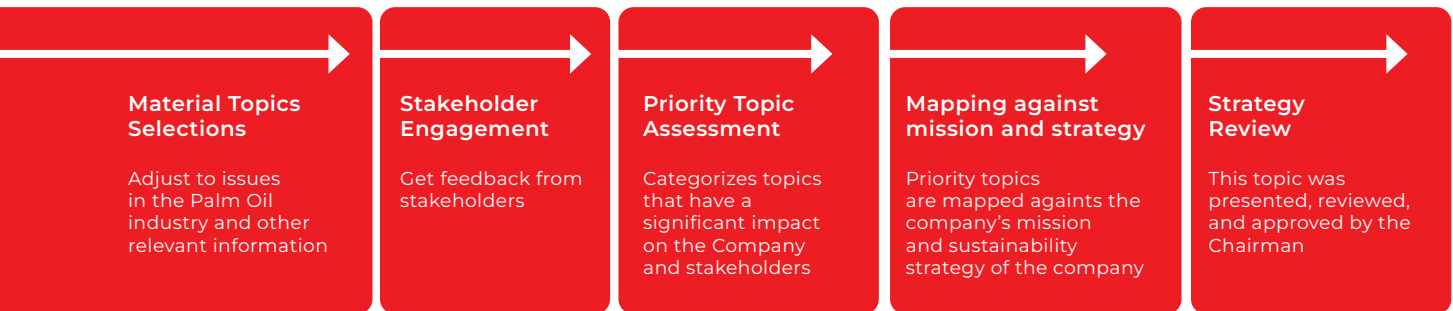 Material Topics
Selections
Adjust to issues
in the Palm Oil
industry and other
relevant information
Stakeholder
Engagement
Get feedback from
stakeholders
Priority Topic
Assessment
Categorizes topics
that have a
significant impact
on the Company
and stakeholders
Mapping against
mission and strategy
Priority topics
are mapped againts the
company's mission
and sustainability
strategy of the company
Strategy
Review
This topic was
presented, reviewed,
and approved by the
Chairman